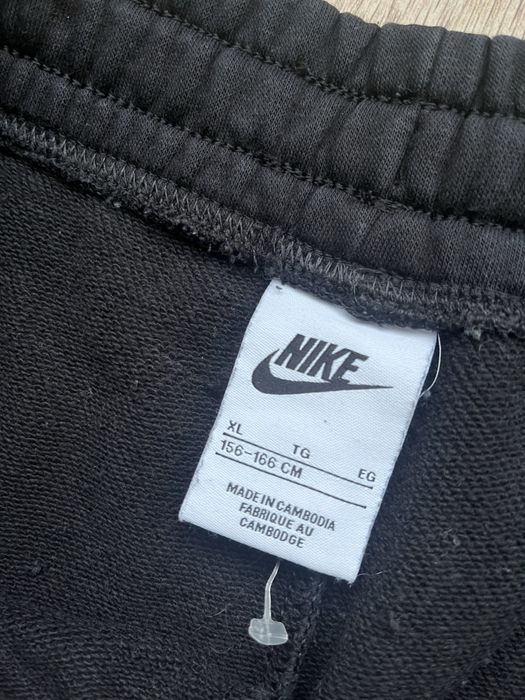 NIKE
XL TG EG
156-166 CM
MADE IN CAMBODIA
FABRIQUE AU
CAMBODGE